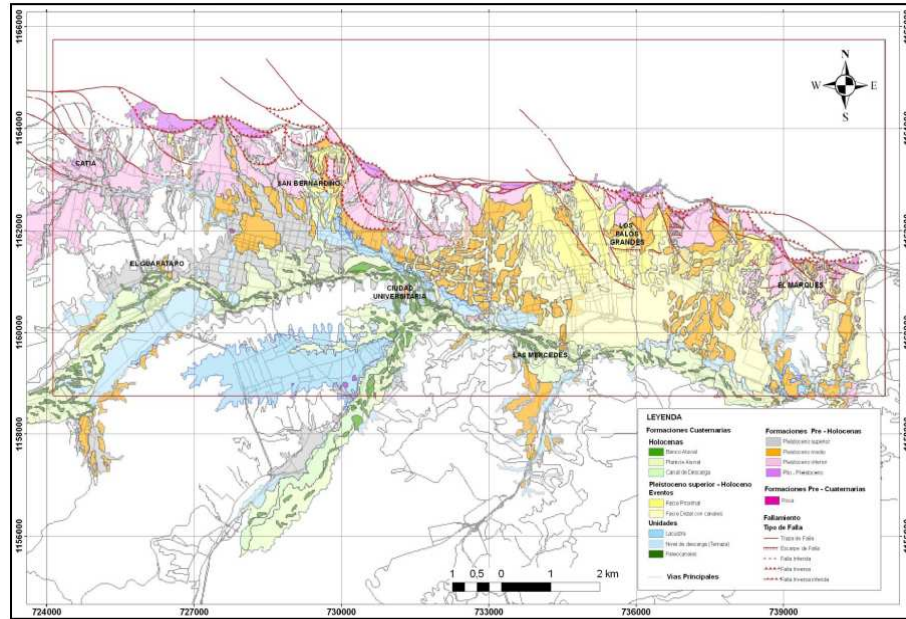 1166000
1164000
1162000
1160000
1158000
1156000
N
W E
S
CATIA
SAN BERNARDINO
LOS
PALOS
GRANDES
EL GUARATARO
CIUDAD
UNIVERSITARIA
EL MARQUES
LAS MERCEDES
LEYENDA
Formaciones Cuaternarias
Holocenas
Banco Aluvial
Planicie Aluvial
Canal de Descarga
Pleistoceno superior - Holoceno
Eventos
Facie Proximal
Facie Distal con canales
Unidades
Lacustre
Nivel de descarga (Terraza)
Paleocanales
Vias Principales
Formaciones Pre - Holocenas
Pleistoceno superior
Pleistoceno medio
Pleistoceno inferior
Plio - Pleistoceno
Formaciones Pre - Cuaternarias
Roca
Fallamiento
Tipo de Falla
Traza de Falla
Escarpe de Falla
Falla Inferida
Falla Inversa
Falla Inversa Inferida
1 0,5 0 1 2 km
724000 727000 730000 733000 736000 739000